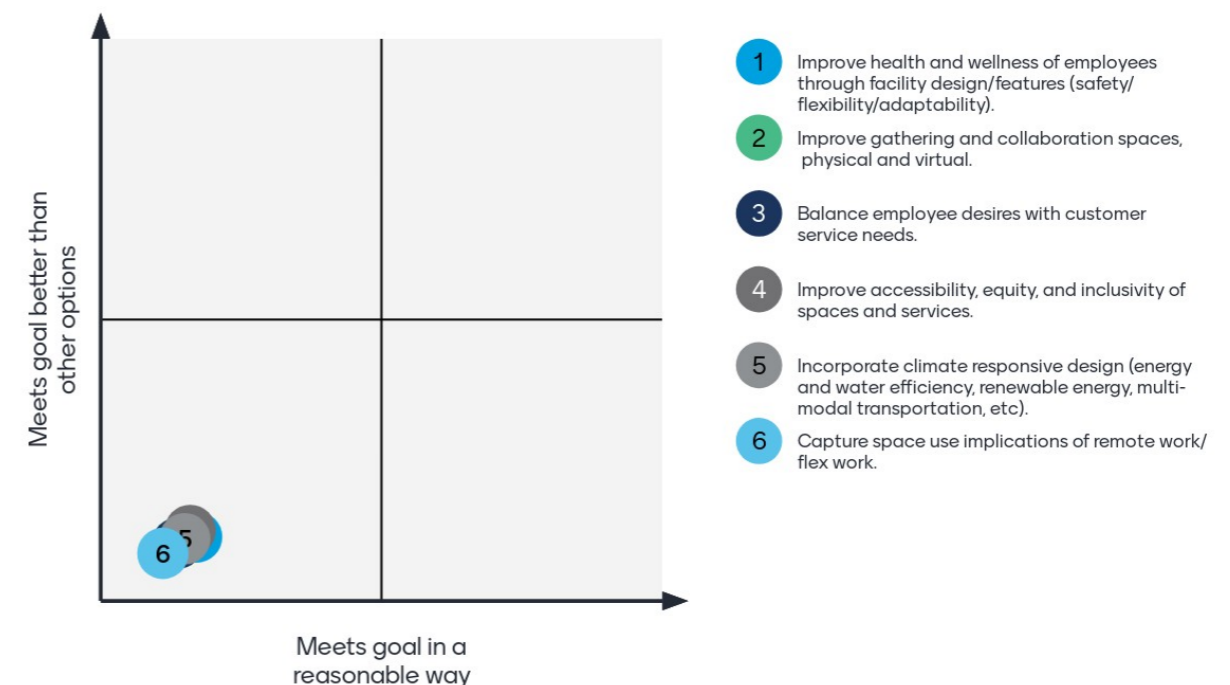 Meets goal better than
other options
5
6
Meets goal in a
reasonable way
1
Improve health and wellness of employees
through facility design/features (safety/
flexibility/adaptability).
2
Improve gathering and collaboration spaces,
physical and virtual.
3
Balance employee desires with customer
service needs.
4
Improve accessibility, equity, and inclusivity of
spaces and services.
5
Incorporate climate responsive design (energy
and water efficiency, renewable energy, multi-
modal transportation, etc).
6
Capture space use implications of remote work/
flex work.